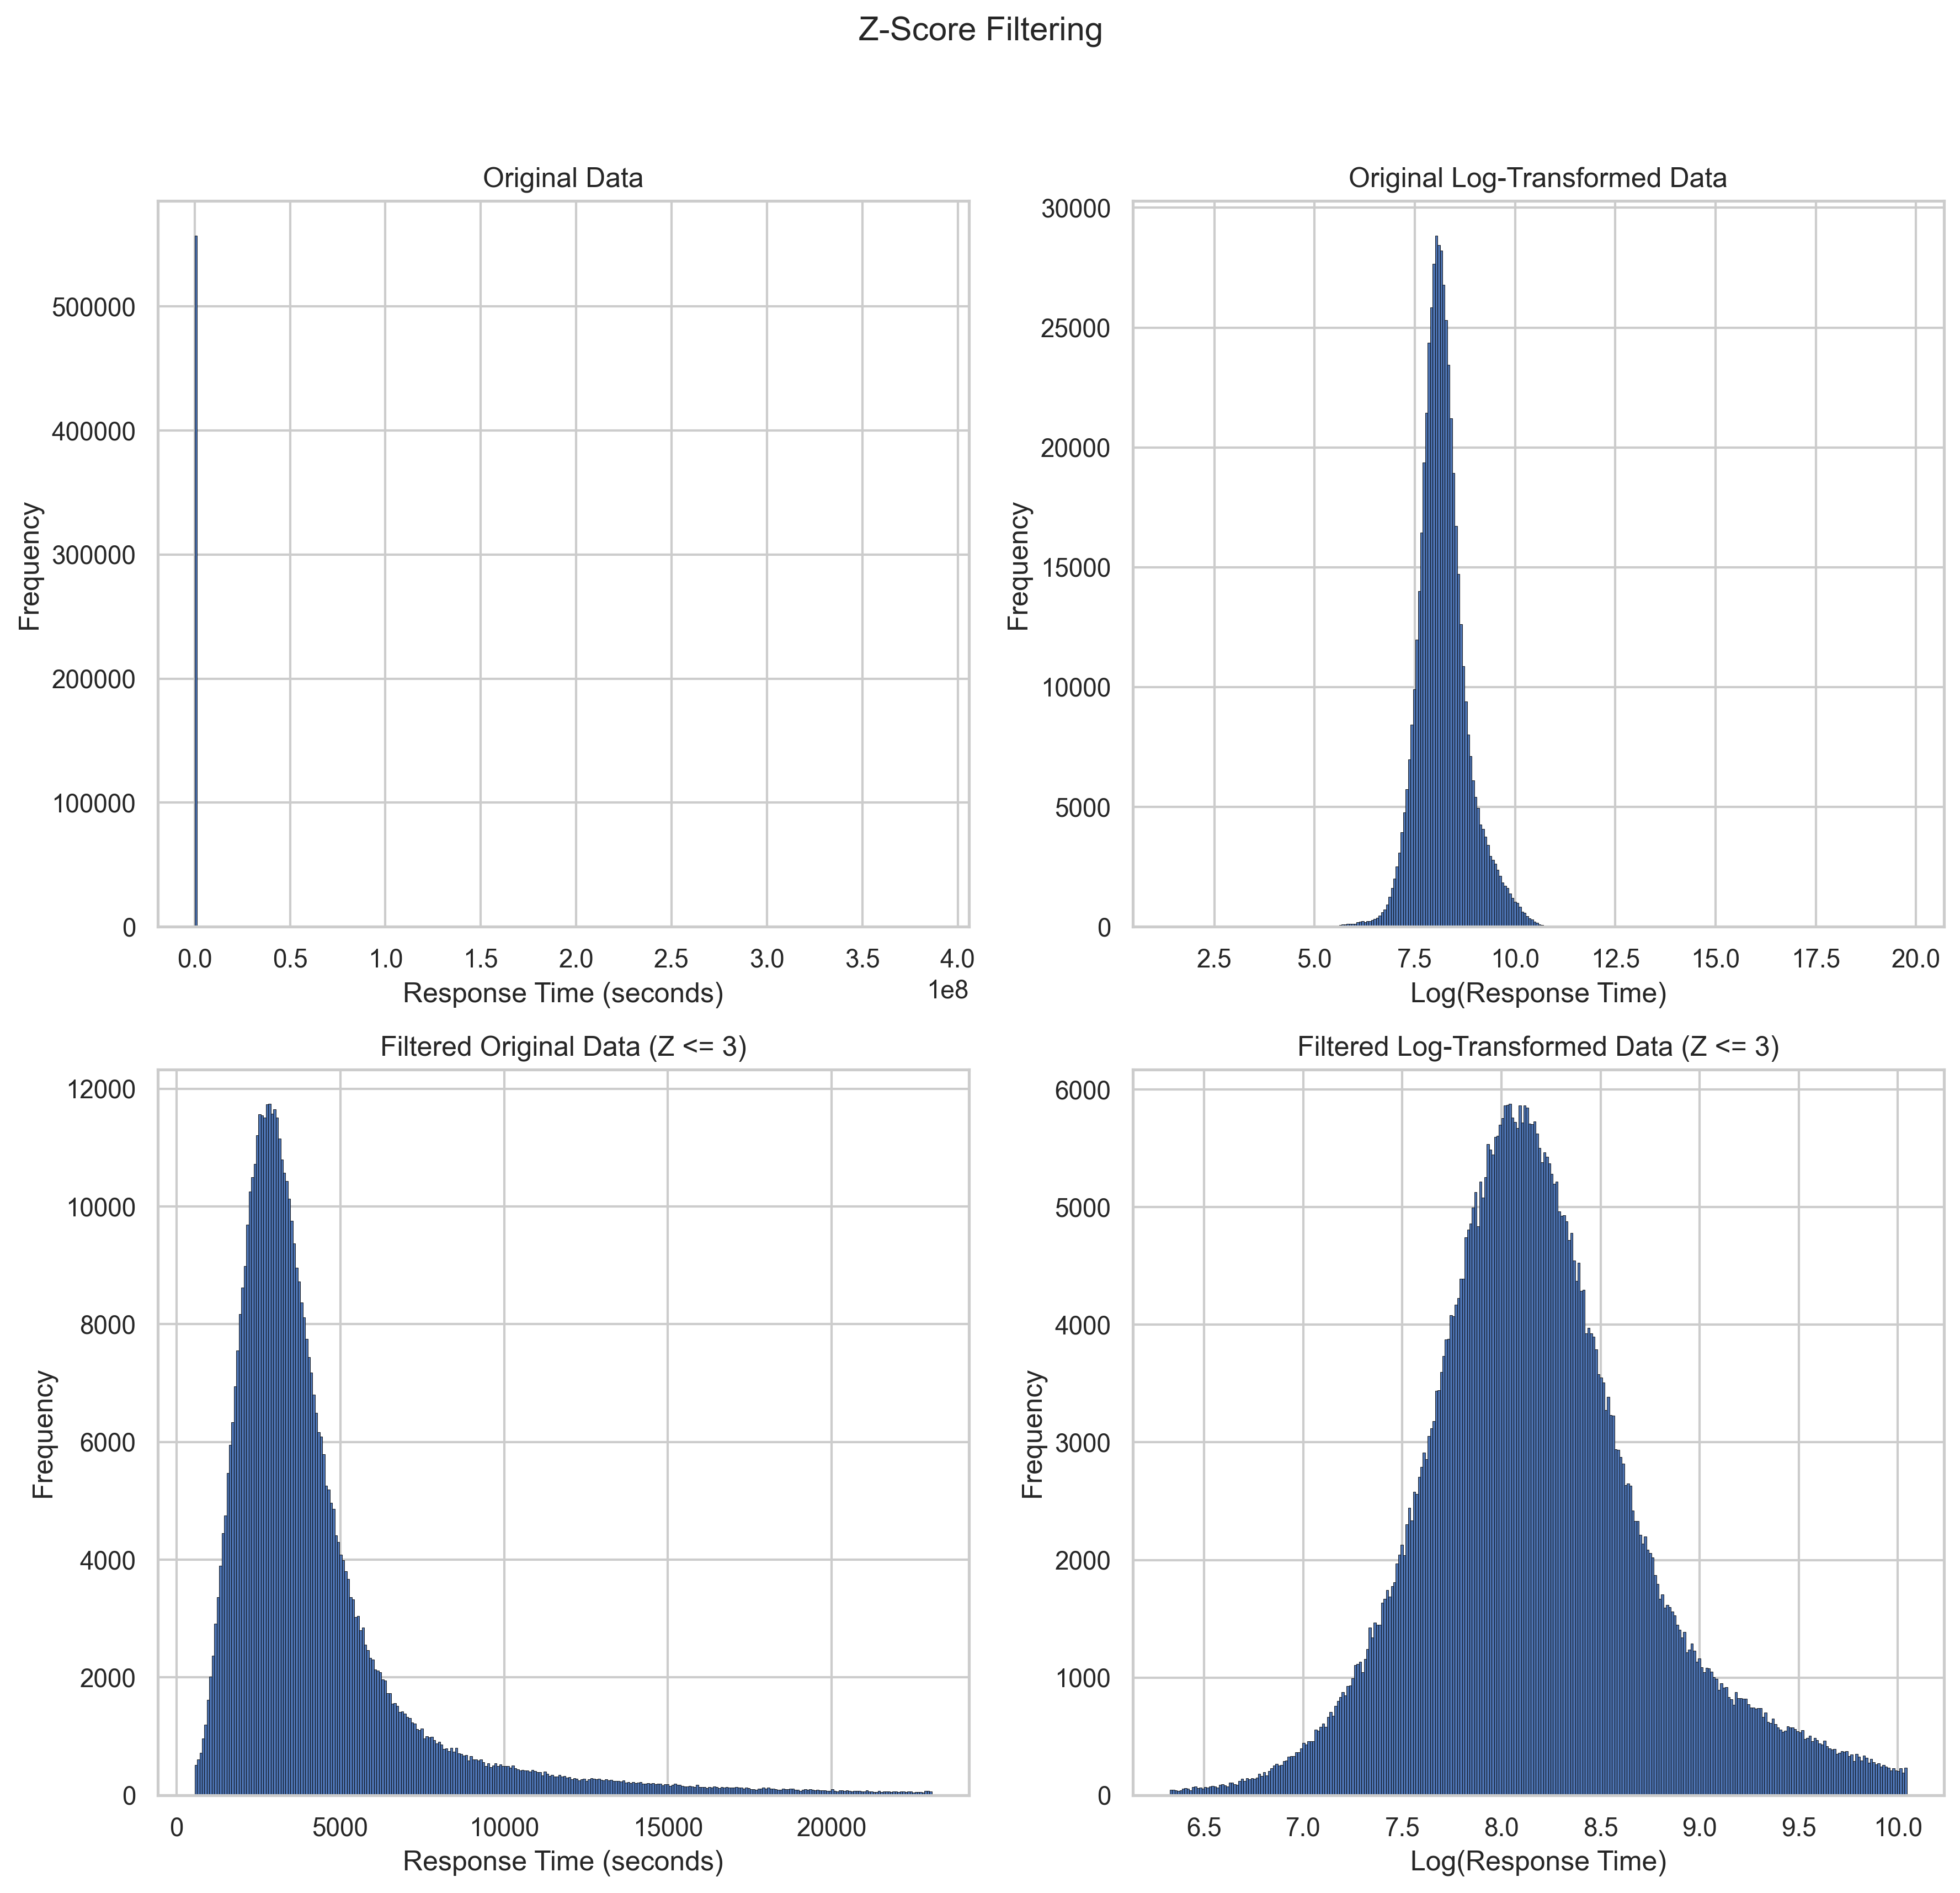 Z-Score Filtering
Original Data
500000
400000
300000
200000
100000
0
Frequency
0.0 0.5 1.0 1.5 2.0 2.5 3.0 3.5 4.0
1e8
Response Time (seconds)
Original Log-Transformed Data
30000
25000
20000
15000
10000
5000
0
Frequency
2.5 5.0 7.5 10.0 12.5 15.0 17.5 20.0
Log(Response Time)
Filtered Original Data (Z <= 3)
12000
10000
8000
6000
4000
2000
0
Frequency
0 5000 10000 15000 20000
Response Time (seconds)
Filtered Log-Transformed Data (Z <= 3)
6000
5000
4000
3000
2000
1000
0
Frequency
6.5 7.0 7.5 8.0 8.5 9.0 9.5 10.0
Log(Response Time)